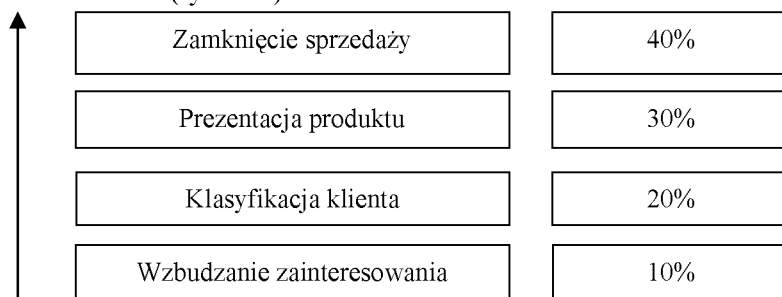 Zamknięcie sprzedaży 40%
Prezentacja produktu 30%
Klasyfikacja klienta 20%
Wzbudzanie zainteresowania 10%